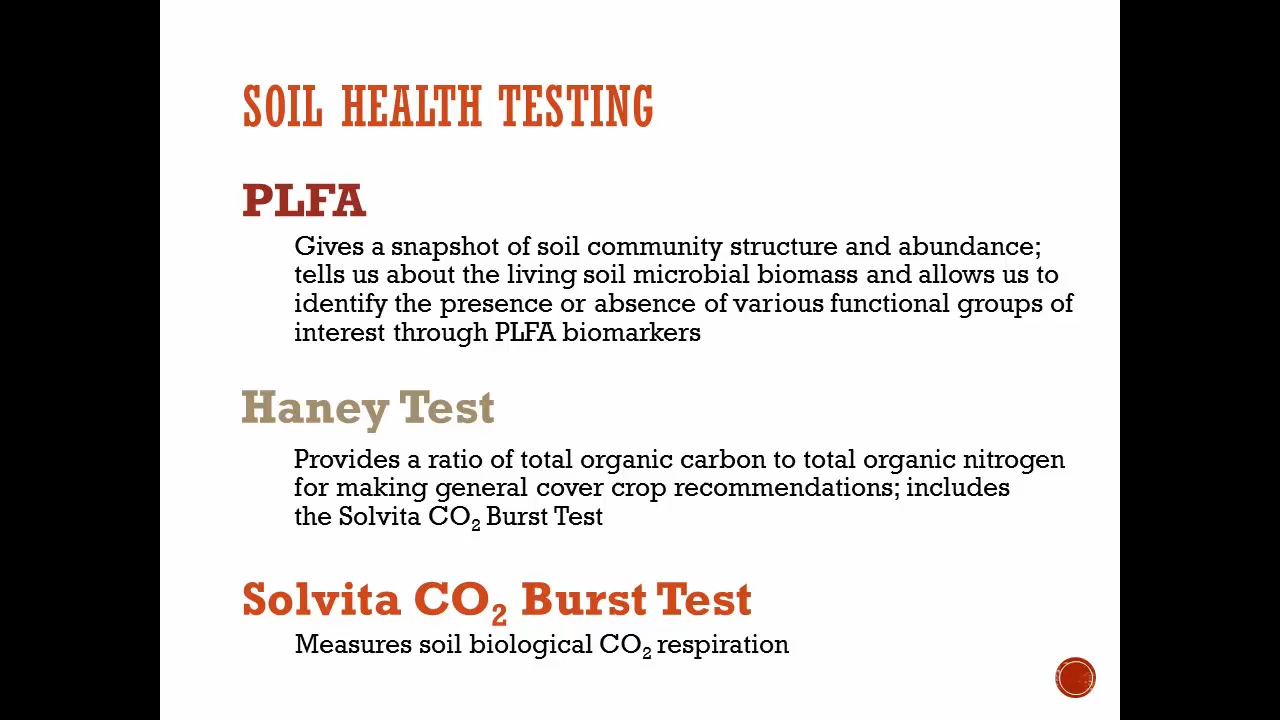 SOIL HEALTH TESTING
PLFA
Gives a snapshot of soil community structure and abundance;
tells us about the living soil microbial biomass and allows us to
identify the presence or absence of various functional groups of
interest through PLFA biomarkers
Haney Test
Provides a ratio of total organic carbon to total organic nitrogen
for making general cover crop recommendations; includes
the Solvita CO₂ Burst Test
Solvita CO₂ Burst Test
Measures soil biological CO₂ respiration